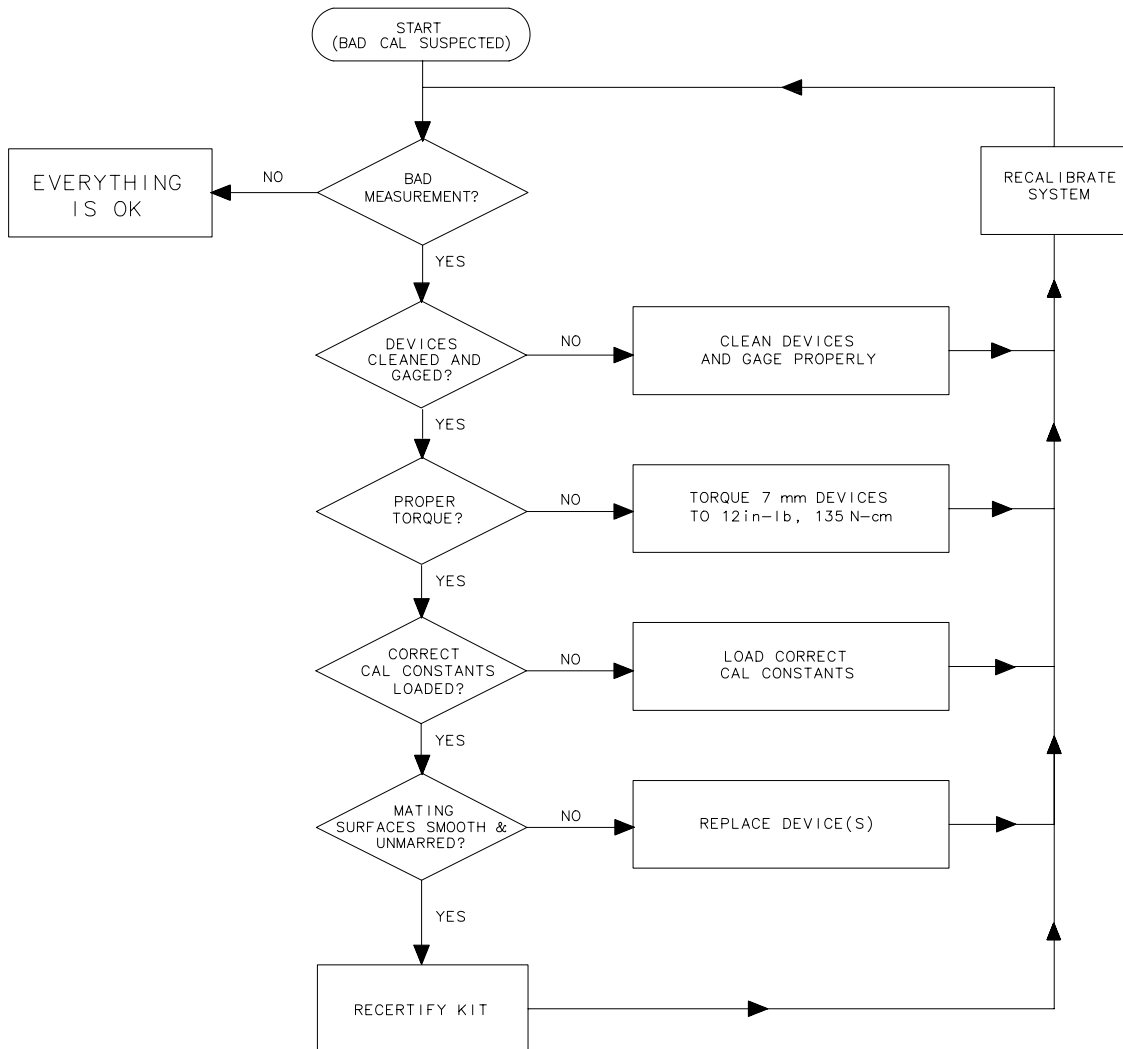 START
(BAD CAL SUSPECTED)
BAD
MEASUREMENT?
NO
EVERYTHING
IS OK
RECALIBRATE
SYSTEM
YES
DEVICES
CLEANED AND
GAGED?
NO
CLEAN DEVICES
AND GAGE PROPERLY
YES
PROPER
TORQUE?
NO
TORQUE 7 mm DEVICES
TO 12in-lb, 135 N-cm
YES
CORRECT
CAL CONSTANTS
LOADED?
NO
LOAD CORRECT
CAL CONSTANTS
YES
MATING
SURFACES SMOOTH &
UNMARRED?
NO
REPLACE DEVICE(S)
YES
RECERTIFY KIT